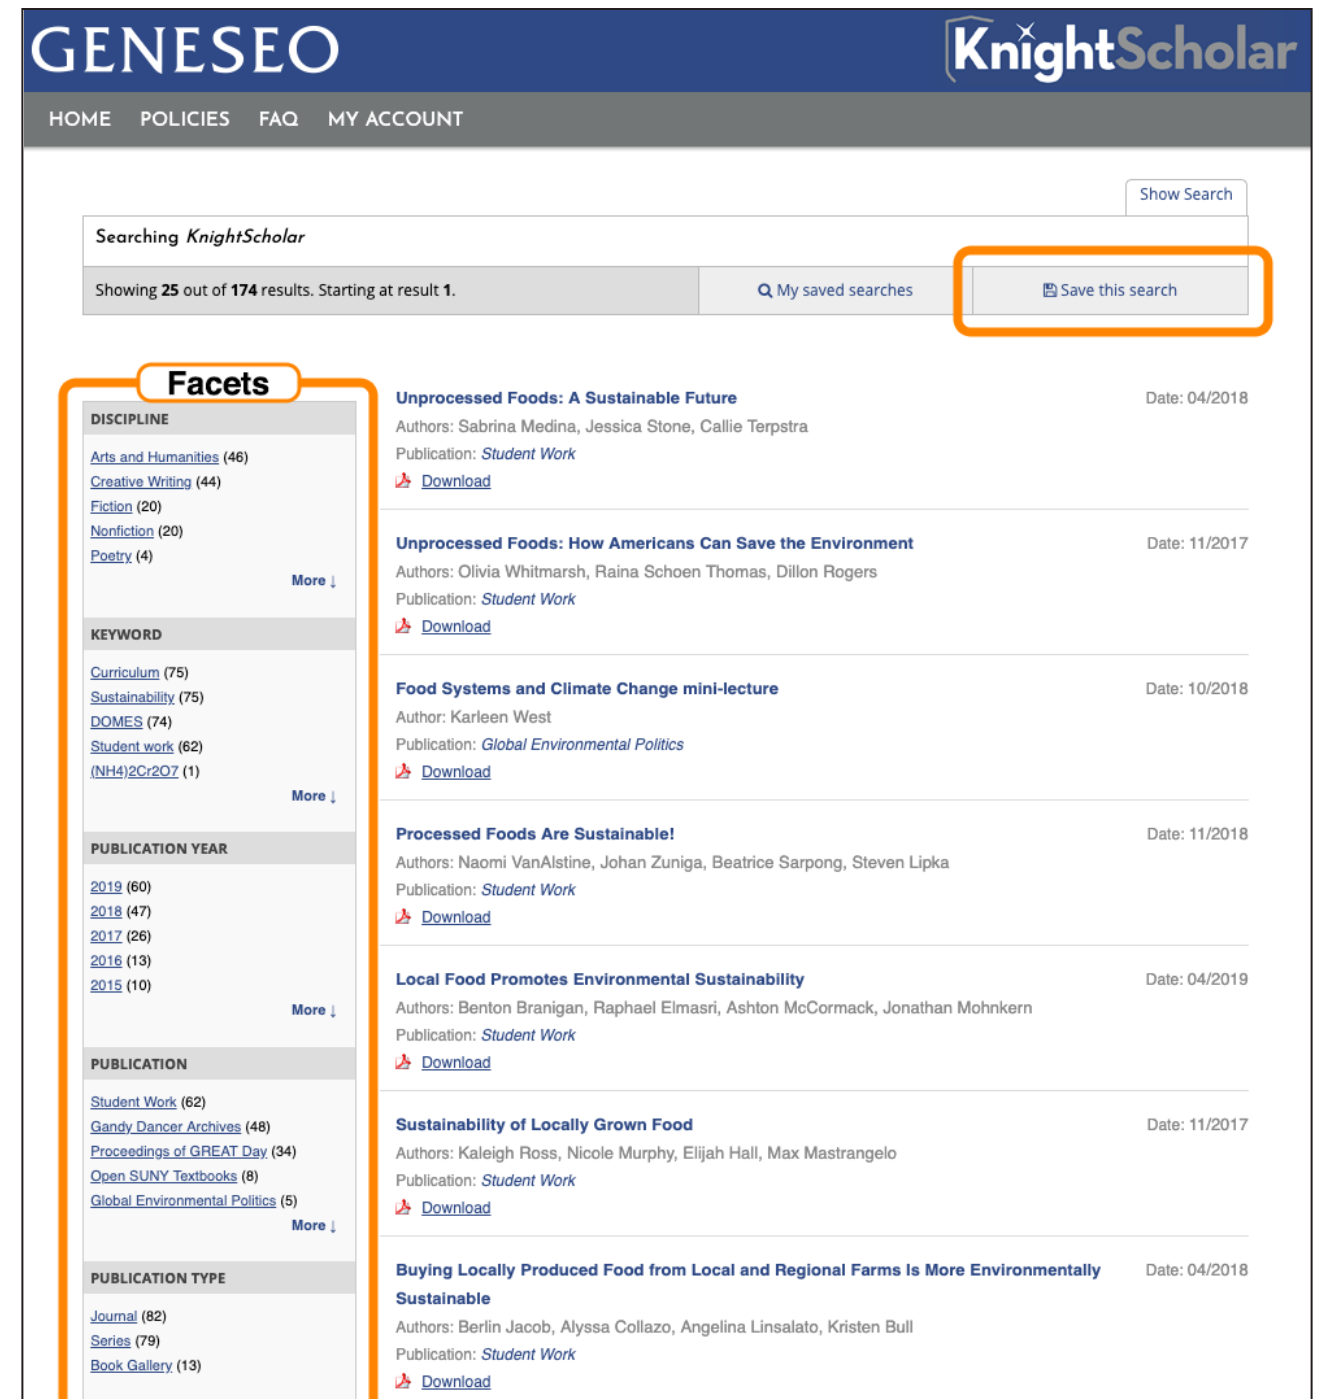 GENESEO
KnightScholar
HOME POLICIES FAQ MY ACCOUNT
Show Search
Searching KnightScholar
Showing 25 out of 174 results. Starting at result 1.
My saved searches
Save this search
Facets
DISCIPLINE
Arts and Humanities (46)
Creative Writing (44)
Fiction (20)
Nonfiction (20)
Poetry (4)
More ↓
KEYWORD
Curriculum (75)
Sustainability (75)
DOMES (74)
Student work (62)
(NH4)2Cr2O7 (1)
More ↓
PUBLICATION YEAR
2019 (60)
2018 (47)
2017 (26)
2016 (13)
2015 (10)
More ↓
PUBLICATION
Student Work (62)
Gandy Dancer Archives (48)
Proceedings of GREAT Day (34)
Open SUNY Textbooks (8)
Global Environmental Politics (5)
More ↓
PUBLICATION TYPE
Journal (82)
Series (79)
Book Gallery (13)
Unprocessed Foods: A Sustainable Future
Date: 04/2018
Authors: Sabrina Medina, Jessica Stone, Callie Terpstra
Publication: Student Work
Download
Unprocessed Foods: How Americans Can Save the Environment
Date: 11/2017
Authors: Olivia Whitmarsh, Raina Schoen Thomas, Dillon Rogers
Publication: Student Work
Download
Food Systems and Climate Change mini-lecture
Date: 10/2018
Author: Karleen West
Publication: Global Environmental Politics
Download
Processed Foods Are Sustainable!
Date: 11/2018
Authors: Naomi VanAlstine, Johan Zuniga, Beatrice Sarpong, Steven Lipka
Publication: Student Work
Download
Local Food Promotes Environmental Sustainability
Date: 04/2019
Authors: Benton Branigan, Raphael Elmasri, Ashton McCormack, Jonathan Mohnkern
Publication: Student Work
Download
Sustainability of Locally Grown Food
Date: 11/2017
Authors: Kaleigh Ross, Nicole Murphy, Elijah Hall, Max Mastrangelo
Publication: Student Work
Download
Buying Locally Produced Food from Local and Regional Farms Is More Environmentally
Sustainable
Date: 04/2018
Authors: Berlin Jacob, Alyssa Collazo, Angelina Linsalato, Kristen Bull
Publication: Student Work
Download